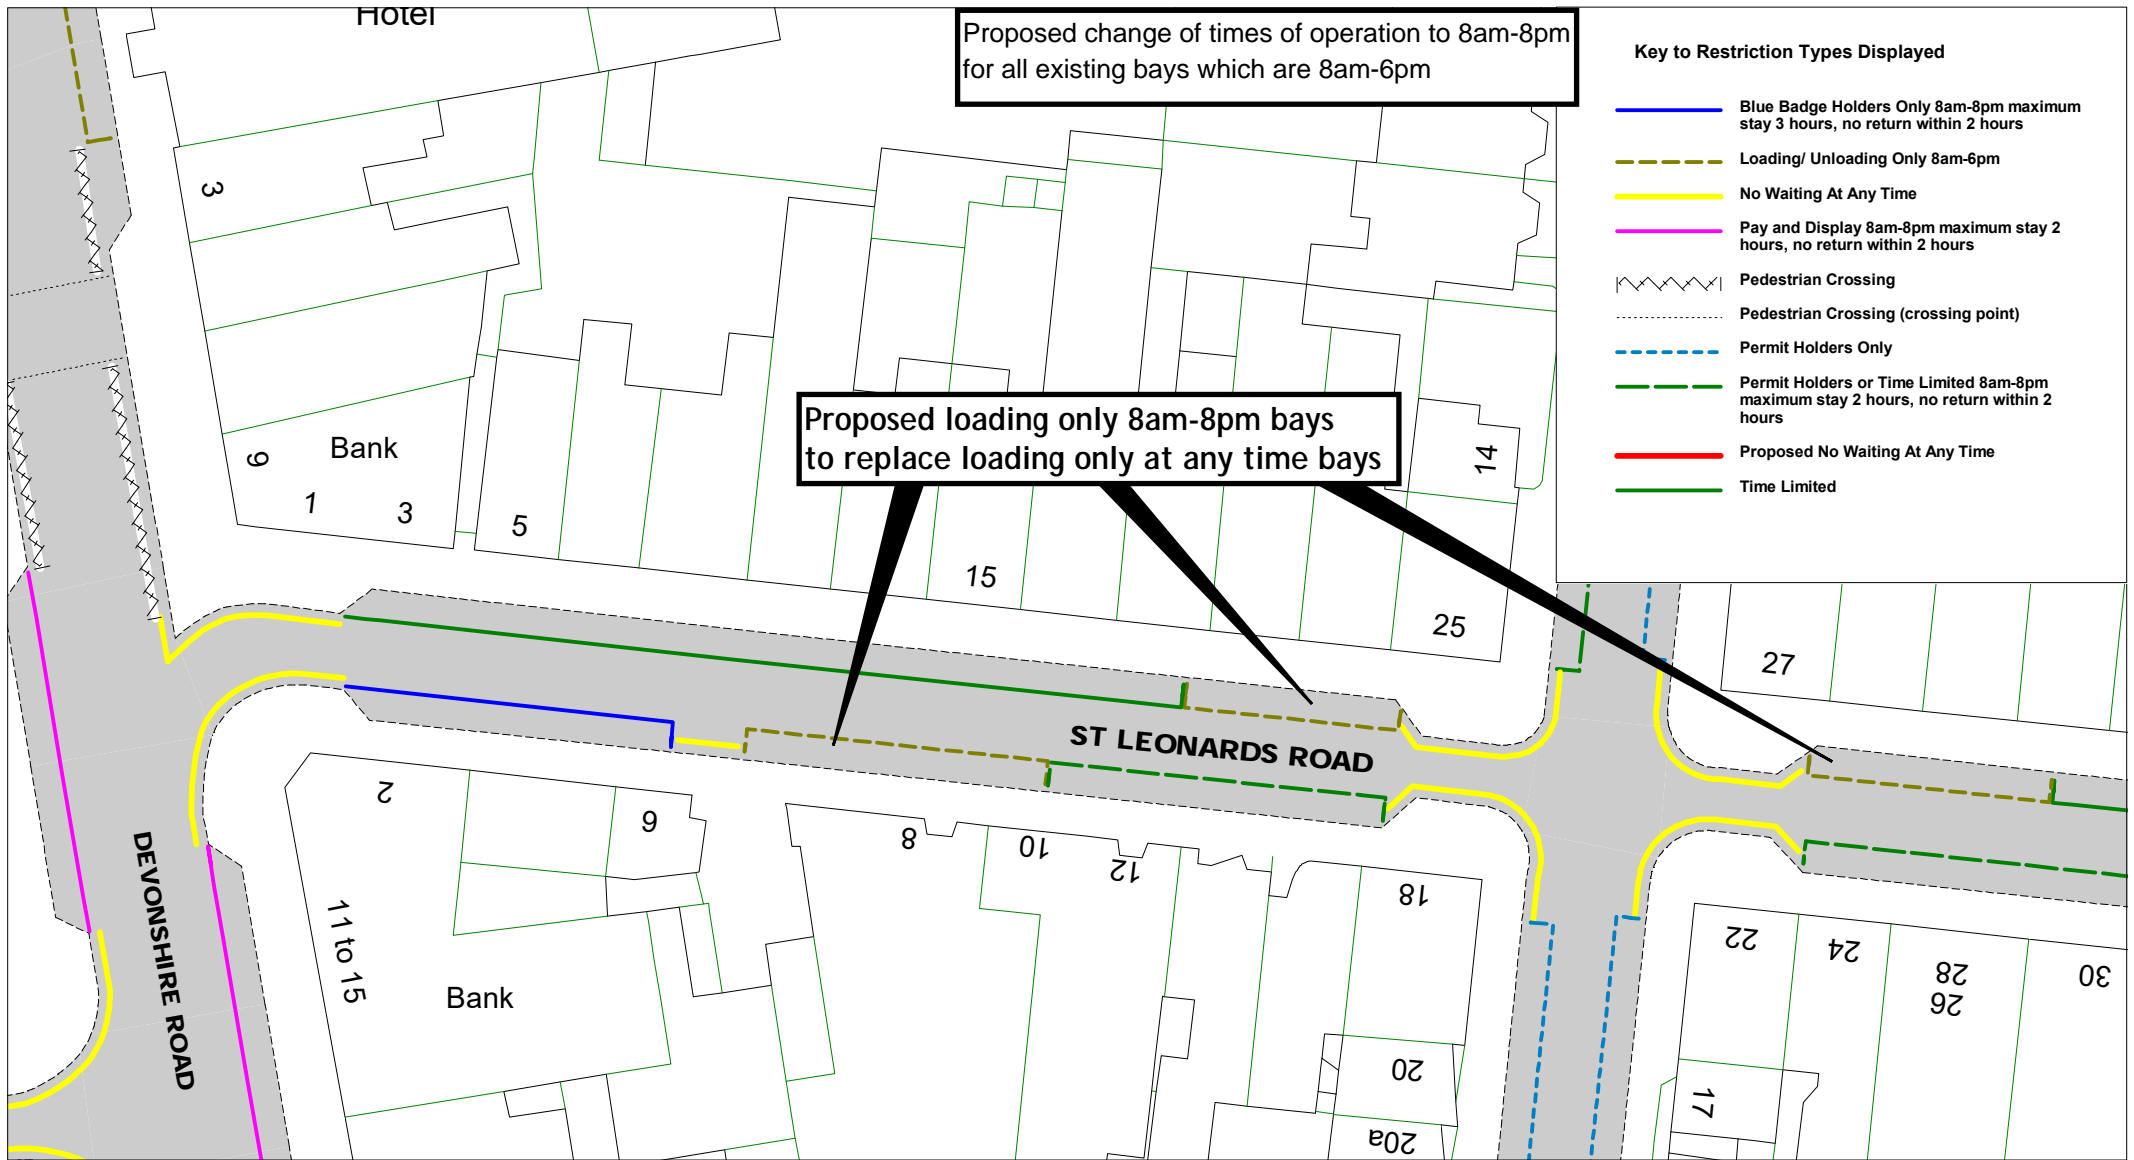 Hotel
Proposed change of times of operation to 8am-8pm
for all existing bays which are 8am-6pm
Key to Restriction Types Displayed
Blue Badge Holders Only 8am-8pm maximum
stay 3 hours, no return within 2 hours
Loading/ Unloading Only 8am-6pm
No Waiting At Any Time
Pay and Display 8am-8pm maximum stay 2
hours, no return within 2 hours
Pedestrian Crossing
Pedestrian Crossing (crossing point)
Permit Holders Only
Permit Holders or Time Limited 8am-8pm
maximum stay 2 hours, no return within 2
hours
Proposed No Waiting At Any Time
Time Limited
3
Proposed loading only 8am-8pm bays
to replace loading only at any time bays
Bank
9
1
3
5
14
15
25
27
ST LEONARDS ROAD
2
6
8
10
12
18
22
24
28
26
30
DEVONSHIRE ROAD
11 to 15
Bank
20
17
20a